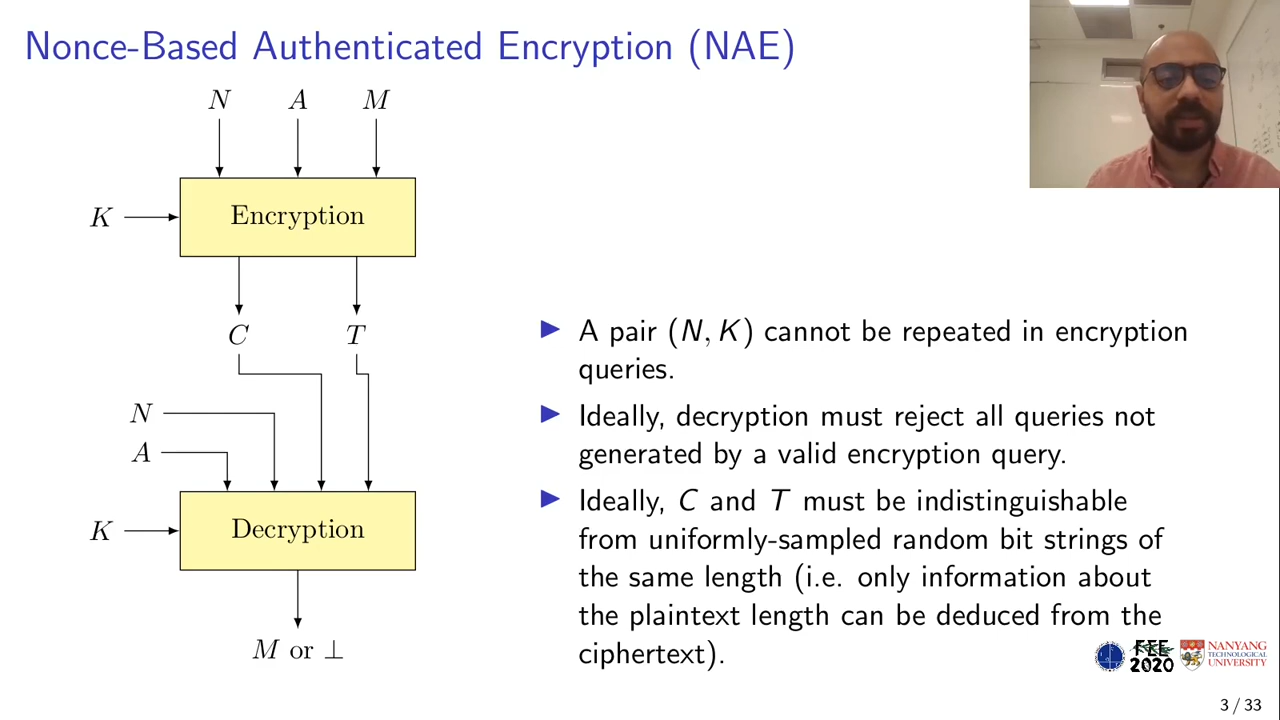 Nonce-Based Authenticated Encryption (NAE)
N A M
K Encryption
C T
N
A
K Decryption
M or ⊥
▶ A pair (N, K) cannot be repeated in encryption
queries.
▶ Ideally, decryption must reject all queries not
generated by a valid encryption query.
▶ Ideally, C and T must be indistinguishable
from uniformly-sampled random bit strings of
the same length (i.e. only information about
the plaintext length can be deduced from the
ciphertext).
2020
NANYANG
TECHNOLOGICAL
UNIVERSITY
3 / 33